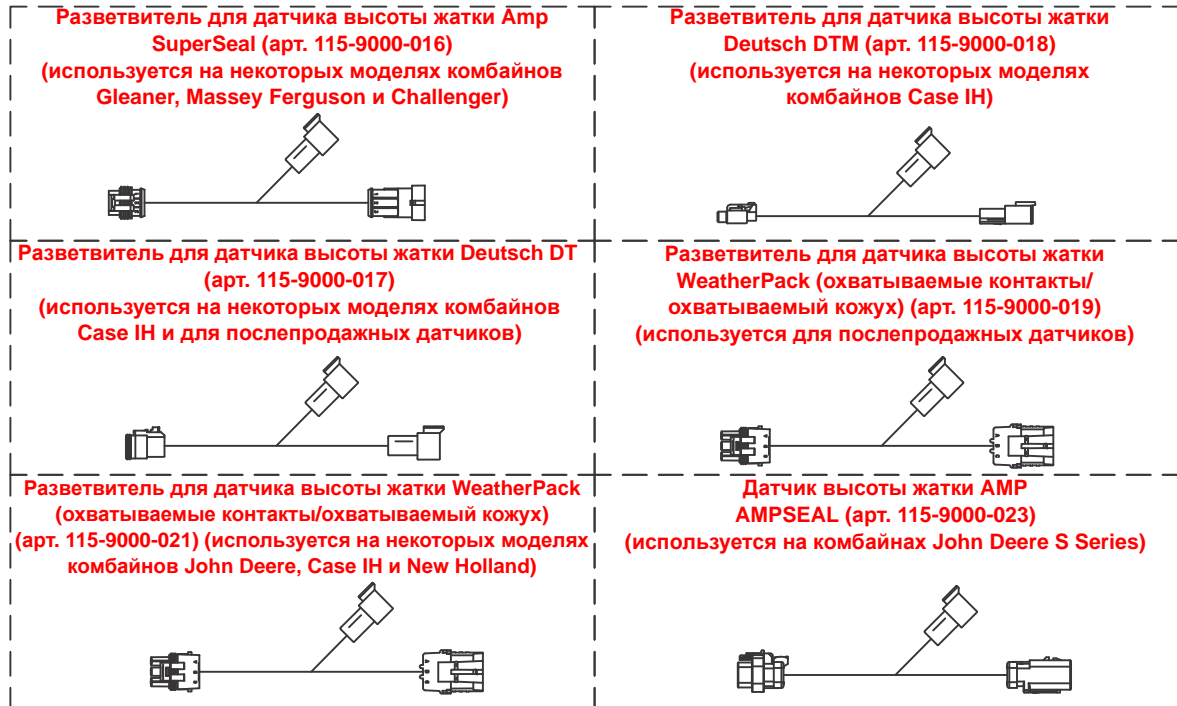 Разветвитель для датчика высоты жатки Amp
SuperSeal (арт. 115-9000-016)
(используется на некоторых моделях комбайнов
Gleaner, Massey Ferguson и Challenger)
Разветвитель для датчика высоты жатки
Deutsch DTM (арт. 115-9000-018)
(используется на некоторых моделях
комбайнов Case IH)
Разветвитель для датчика высоты жатки Deutsch DT
(арт. 115-9000-017)
(используется на некоторых моделях комбайнов
Case IH и для послепродажных датчиков)
Разветвитель для датчика высоты жатки
WeatherPack (охватываемые контакты/
охватываемый кожух) (арт. 115-9000-019)
(используется для послепродажных датчиков)
Разветвитель для датчика высоты жатки WeatherPack
(охватываемые контакты/охватываемый кожух)
(арт. 115-9000-021) (используется на некоторых моделях
комбайнов John Deere, Case IH и New Holland)
Датчик высоты жатки AMP
AMPSEAL (арт. 115-9000-023)
(используется на комбайнах John Deere S Series)